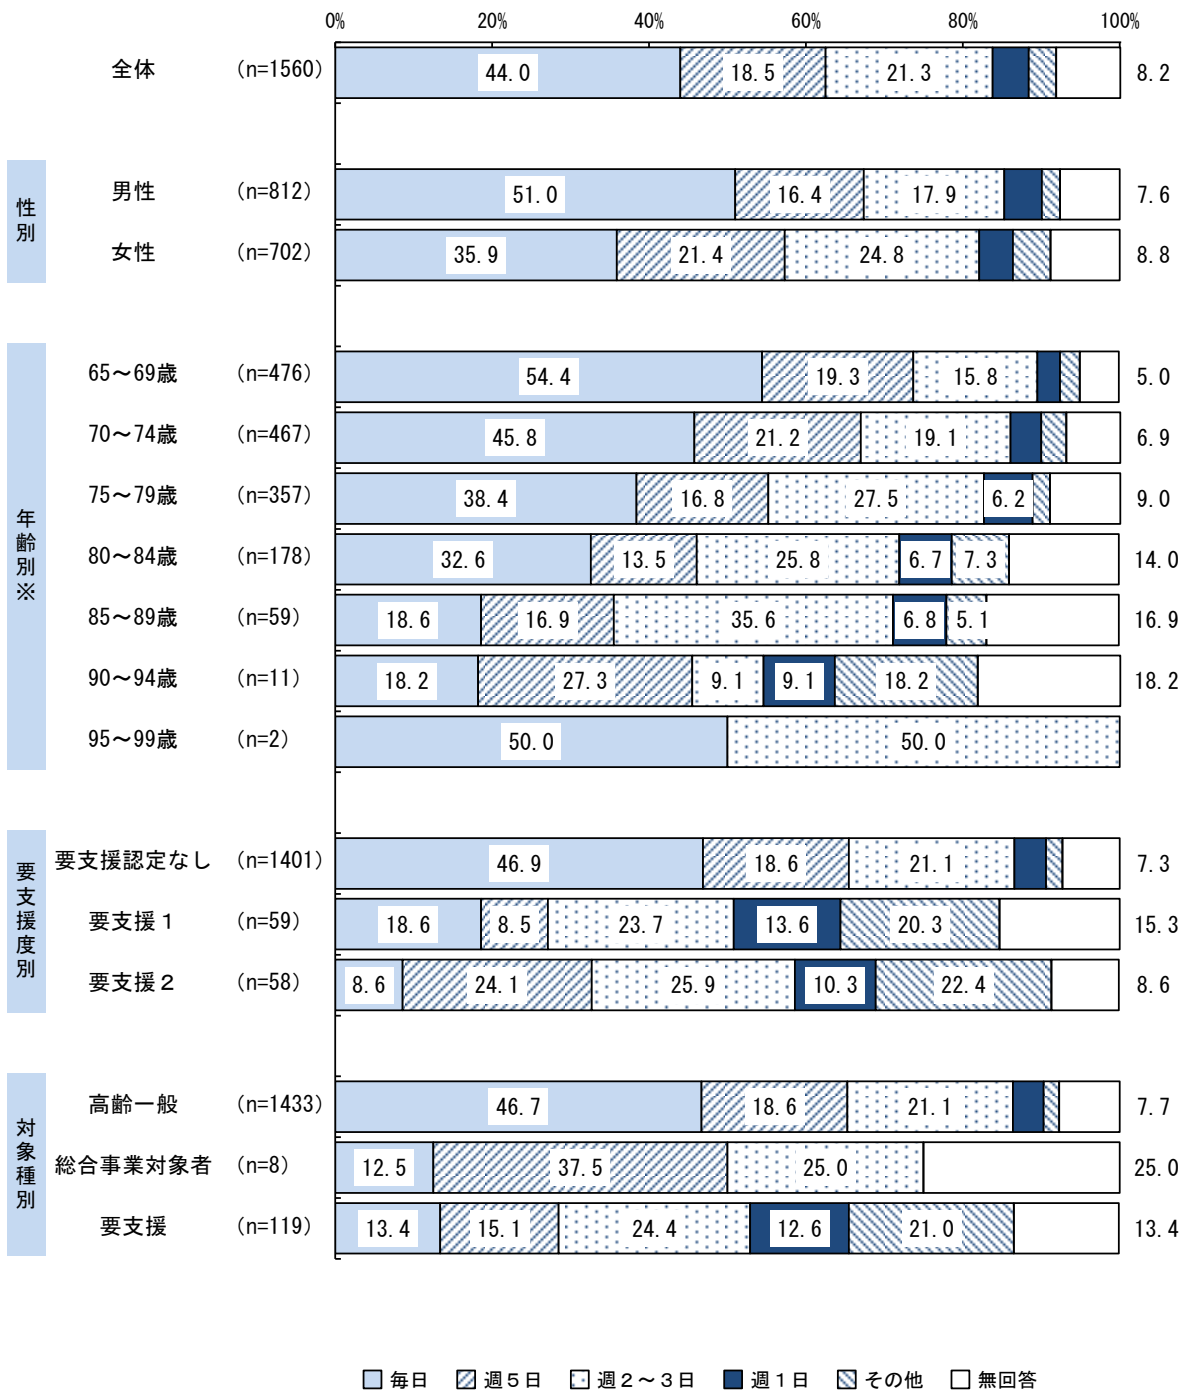 0% 20% 40% 60% 80% 100%
全体 (n=1560) 44.0 18.5 21.3 8.2
性別
男性 (n=812) 51.0 16.4 17.9 7.6
女性 (n=702) 35.9 21.4 24.8 8.8
年齢別※
65～69歳 (n=476) 54.4 19.3 15.8 5.0
70～74歳 (n=467) 45.8 21.2 19.1 6.9
75～79歳 (n=357) 38.4 16.8 27.5 6.2 9.0
80～84歳 (n=178) 32.6 13.5 25.8 6.7 7.3 14.0
85～89歳 (n=59) 18.6 16.9 35.6 6.8 5.1 16.9
90～94歳 (n=11) 18.2 27.3 9.1 9.1 18.2 18.2
95～99歳 (n=2) 50.0 50.0
要支援度別
要支援認定なし (n=1401) 46.9 18.6 21.1 7.3
要支援１ (n=59) 18.6 8.5 23.7 13.6 20.3 15.3
要支援２ (n=58) 8.6 24.1 25.9 10.3 22.4 8.6
対象種別
高齢一般 (n=1433) 46.7 18.6 21.1 7.7
総合事業対象者 (n=8) 12.5 37.5 25.0 25.0
要支援 (n=119) 13.4 15.1 24.4 12.6 21.0 13.4
毎日 週５日 週２～３日 週１日 その他 無回答